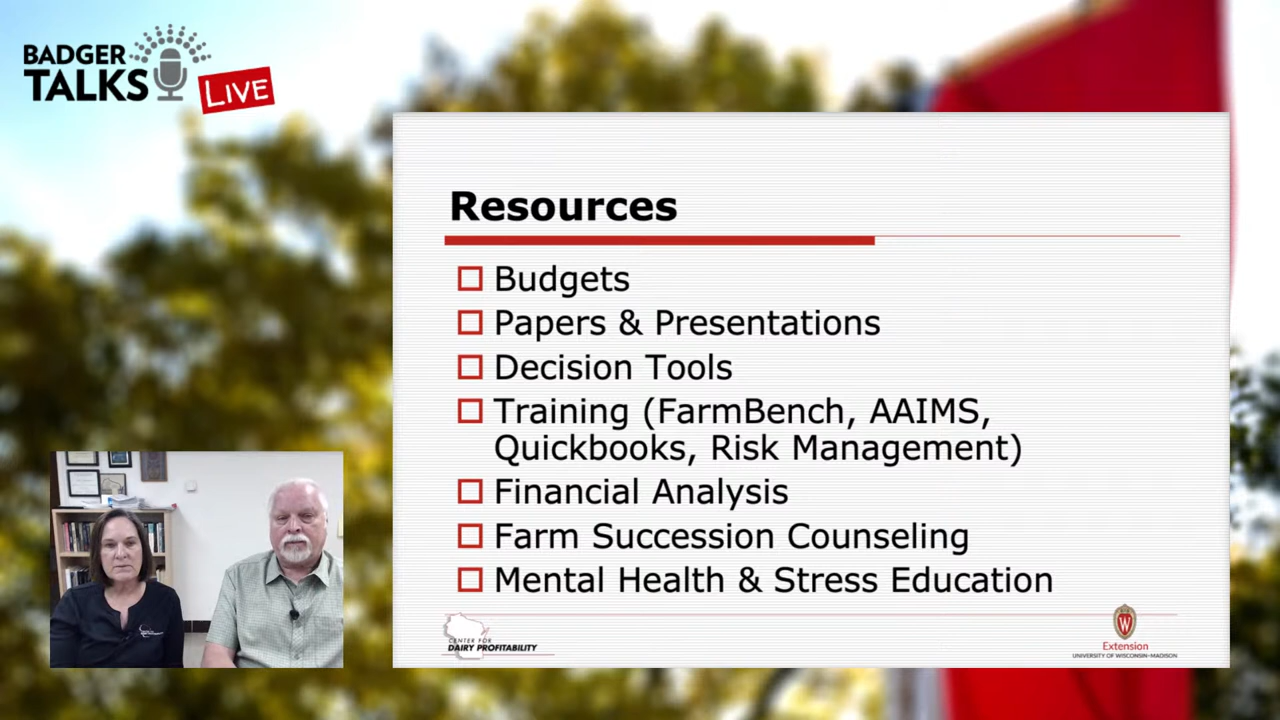 BADGER
TALKS
LIVE
Resources
Budgets
Papers & Presentations
Decision Tools
Training (FarmBench, AAIMS,
Quickbooks, Risk Management)
Financial Analysis
Farm Succession Counseling
Mental Health & Stress Education
CENTER FOR
DAIRY PROFITABILITY
W
Extension
UNIVERSITY OF WISCONSIN-MADISON